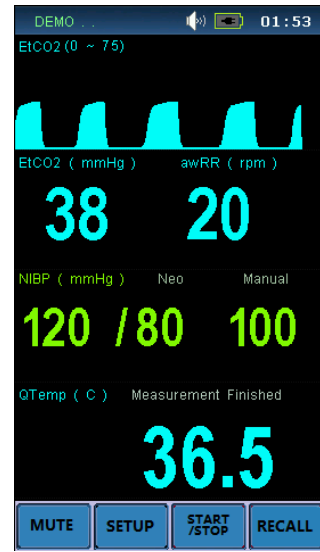 DEMO . . 01:53
EtCO2 (0 ~ 75)
EtCO2 ( mmHg ) awRR ( rpm )
38 20
NIBP ( mmHg ) Neo Manual
120 / 80 100
QTemp ( C ) Measurement Finished
36.5
MUTE SETUP START /STOP RECALL